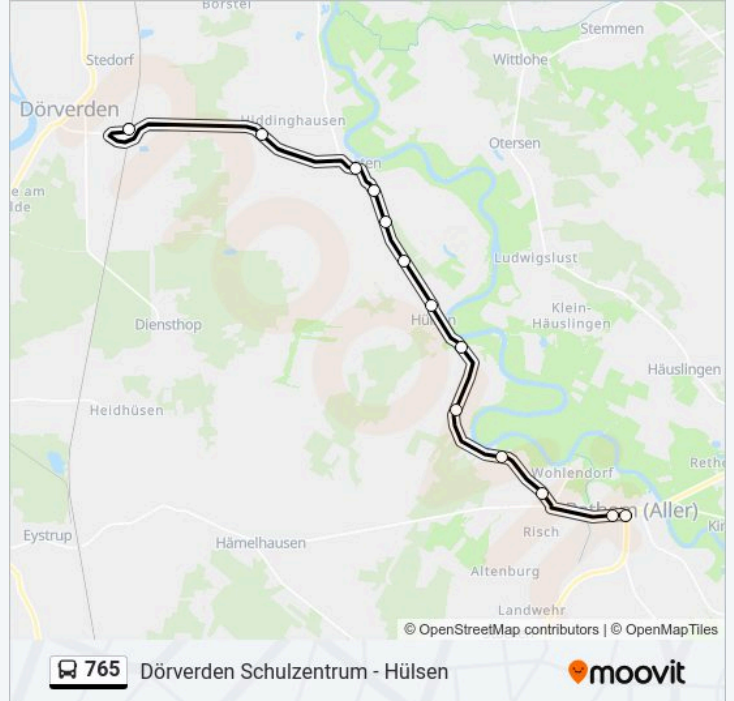 Borstel
Stemmen
Stedorf
Wittlohe
Dörverden
Hiddinghausen
Otersen
e am
lde
Ludwigslust
Klein-
Häuslingen
Diensthop
Häuslingen
Heidhüsen
Rethe
Wohlendorf
Rethem (Aller)
Eystrup
Hämelhausen
Risch
Altenburg
Landwehr
© OpenStreetMap contributors | © OpenMapTiles
765 Dörverden Schulzentrum - Hülsen moovit